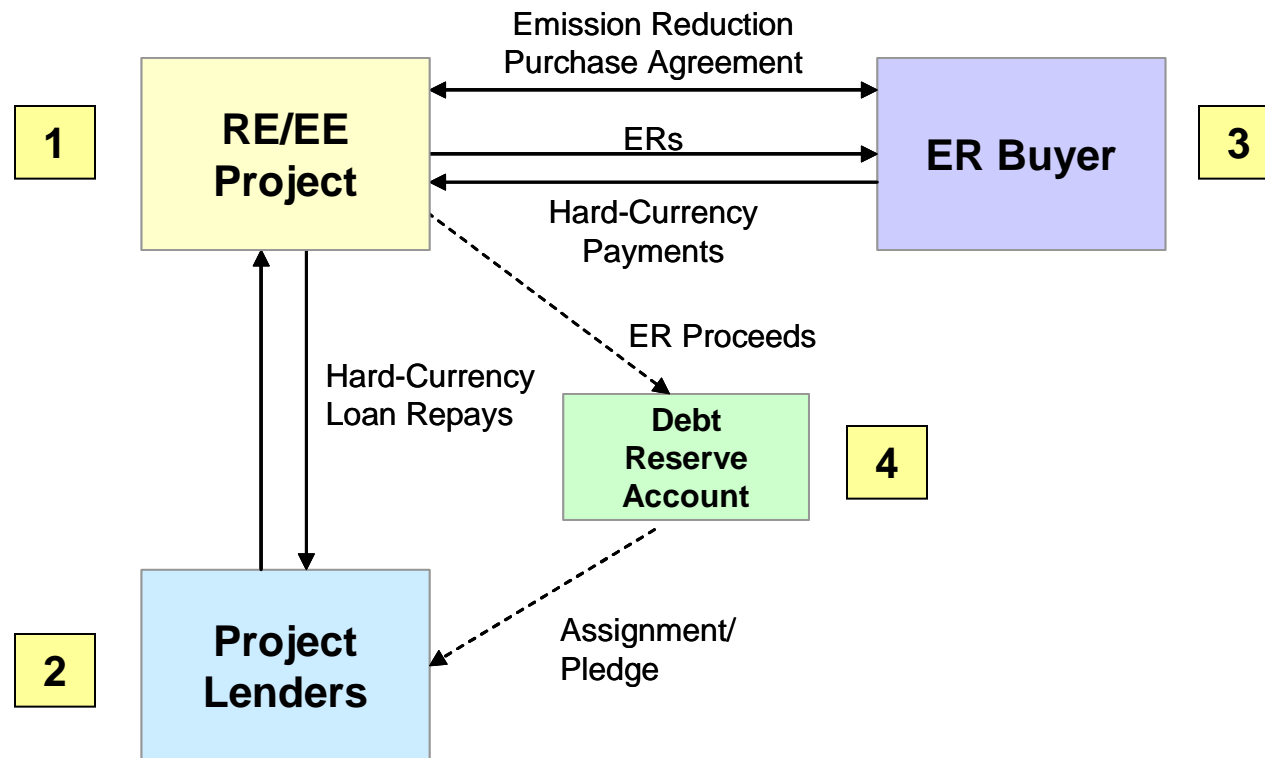 Emission Reduction
Purchase Agreement
1
RE/EE
Project
ERs
ER Buyer
3
Hard-Currency
Payments
ER Proceeds
Hard-Currency
Loan Repays
Debt
Reserve
Account
4
2
Project
Lenders
Assignment/
Pledge